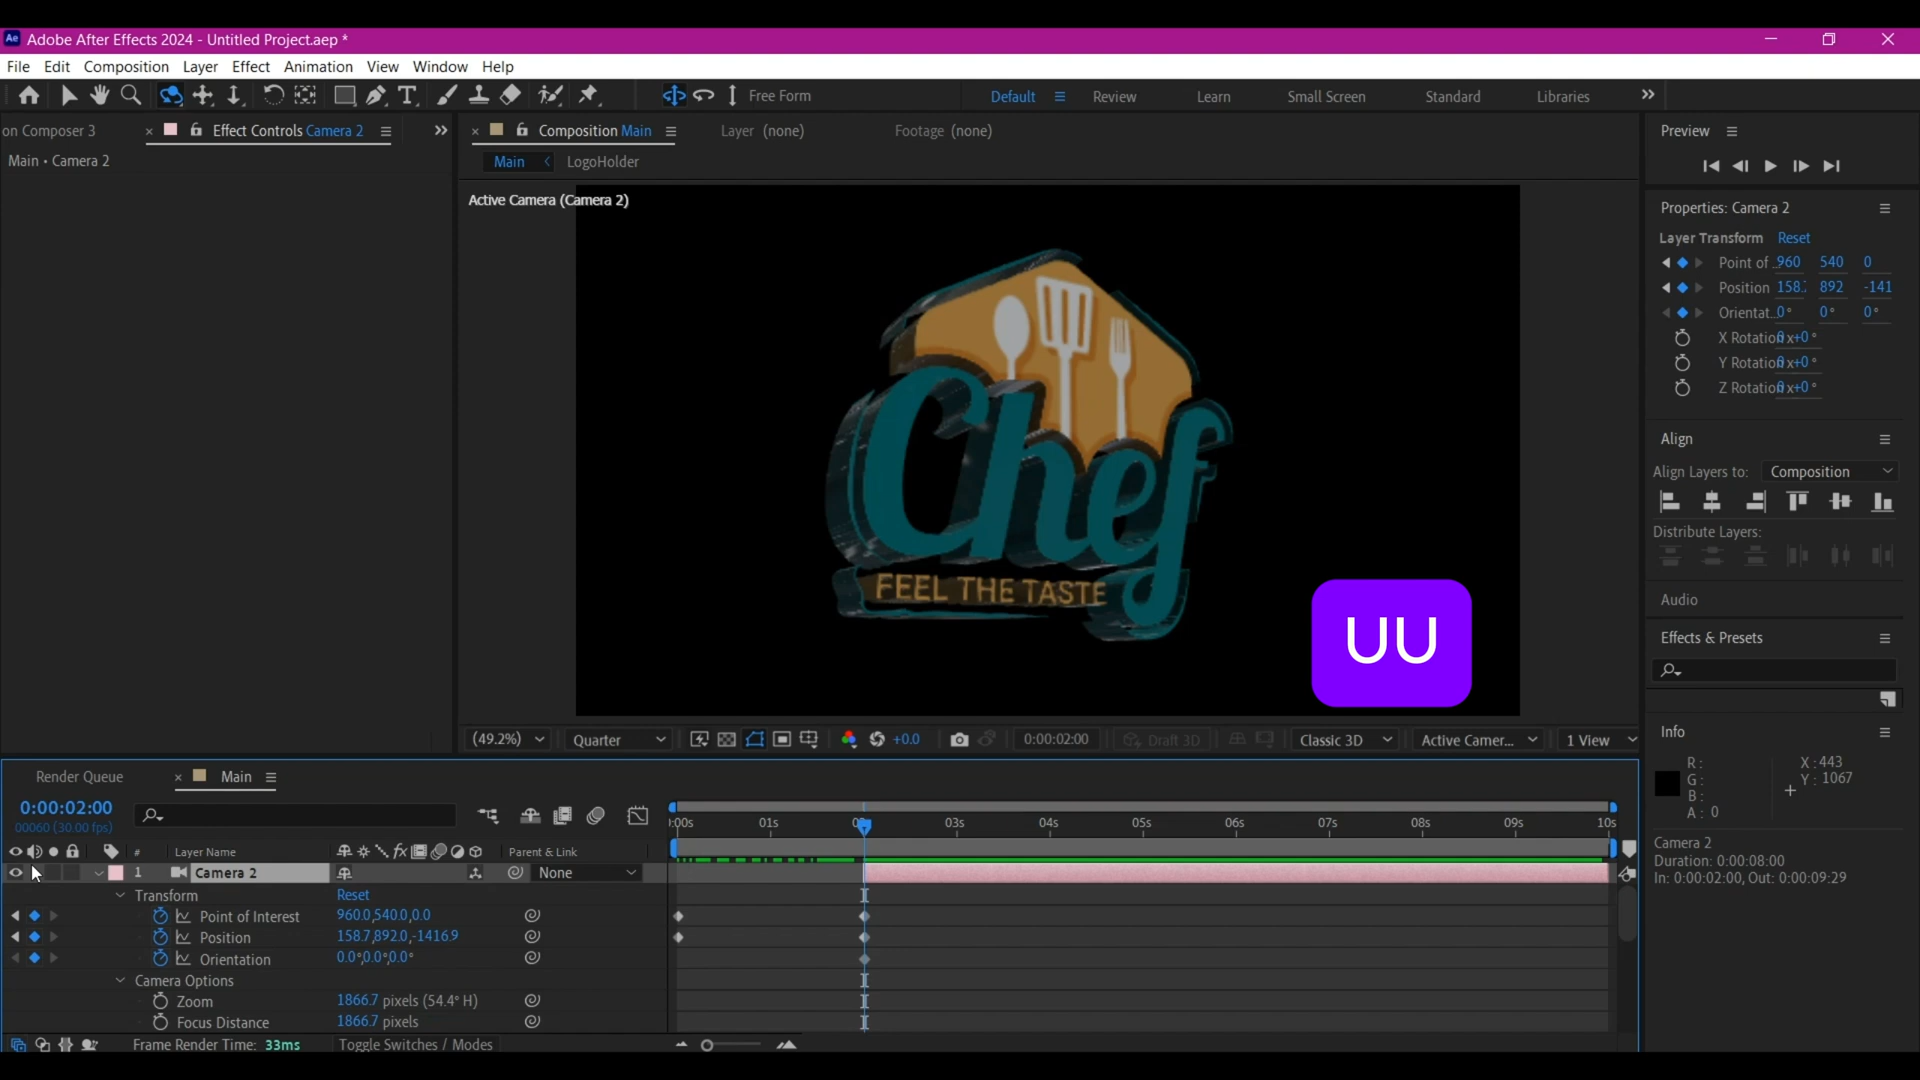 Ae Adobe After Effects 2024 - Untitled Project.aep *
File Edit Composition Layer Effect Animation View Window Help
Free Form
Default Review Learn Small Screen Standard Libraries
on Composer 3
Effect Controls Camera 2
Main • Camera 2
Composition Main
Layer (none)
Footage (none)
Main LogoHolder
Active Camera (Camera 2)
Chef
FEEL THE TASTE
UU
(49.2%) Quarter +0.0 0:00:02:00 Draft 3D Classic 3D Active Camer... 1 View
Preview
Properties: Camera 2
Layer Transform Reset
Point of ... 960 540 0
Position 158.: 892 -141
Orientat... 0° 0° 0°
X Rotation 0x+0°
Y Rotation 0x+0°
Z Rotation 0x+0°
Align
Align Layers to: Composition
Distribute Layers:
Audio
Effects & Presets
Info
R:
G:
B:
A: 0
X: 443
Y: 1067
Camera 2
Duration: 0:00:08:00
In: 0:00:02:00, Out: 0:00:09:29
Render Queue
Main
0:00:02:00
00060 (30.00 fps)
# Layer Name fx Parent & Link
1 Camera 2 None
Transform Reset
Point of Interest 960.0,540.0,0.0
Position 158.7,892.0,-1416.9
Orientation 0.0°,0.0°,0.0°
Camera Options
Zoom 1866.7 pixels (54.4° H)
Focus Distance 1866.7 pixels
Frame Render Time: 33ms Toggle Switches / Modes
):00s 01s 03s 04s 05s 06s 07s 08s 09s 10s